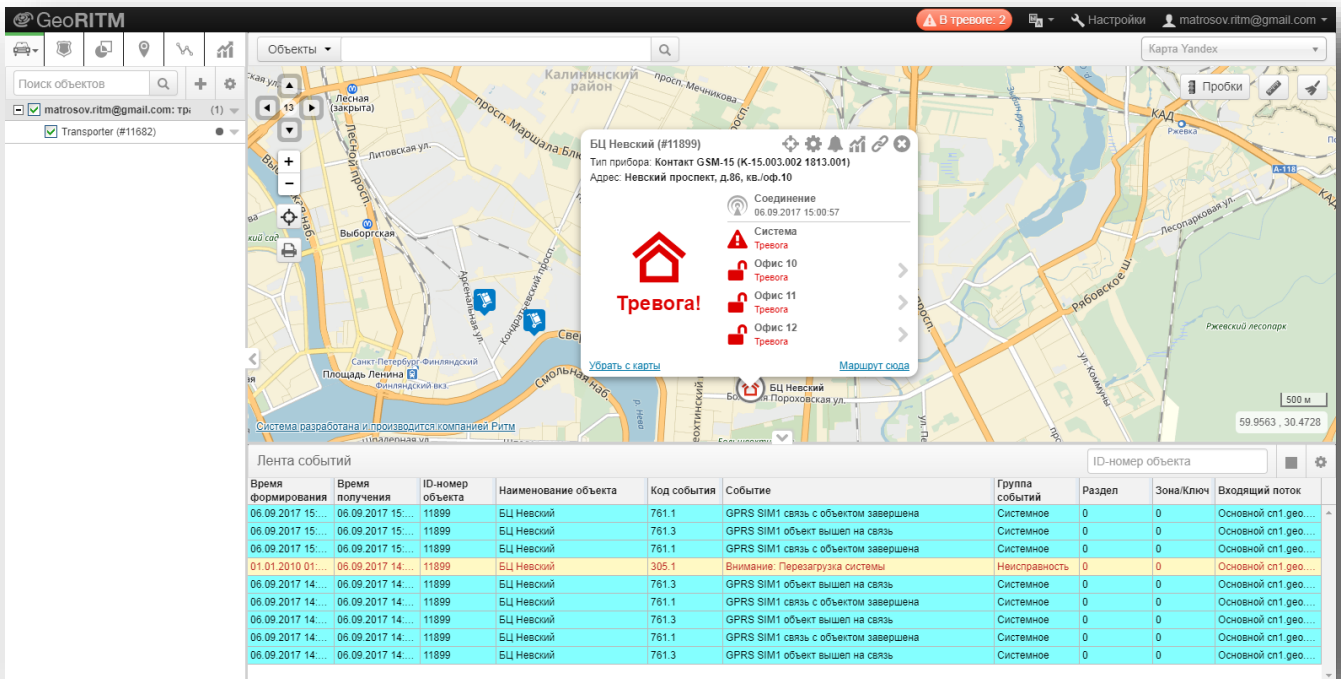 GeoRITM
В тревоге: 2
Настройки
matrosov.ritm@gmail.com
Объекты
Карта Yandex
Поиск объектов
matrosov.ritm@gmail.com: тра (1)
Transporter (#11682)
13
Пробки
Лесная
(закрыта)
Калининский
район
просп. Мечникова
просп. Маршала Блю
Литовская ул.
Лесной просп.
Выборгская
Арсенальная ул.
Кондратьевский просп.
КАД
Ржевка
А-118
КАД
Лесопарковая ул.
Рябовское ш.
Ржевский лесопарк
ул. Коммуны
БЦ Невский (#11899)
Тип прибора: Контакт GSM-15 (K-15.003.002 1813.001)
Адрес: Невский проспект, д.86, кв./оф.10
Соединение
06.09.2017 15:00:57
Система
Тревога
Офис 10
Тревога
Тревога!
Офис 11
Тревога
Офис 12
Тревога
Убрать с карты
Маршрут сюда
Санкт-Петербург-Финляндский
Площадь Ленина
Финляндский вкз.
Смольная наб.
р. Нева
БЦ Невский
Пороховская ул.
500 м
59.9563 , 30.4728
Система разработана и производится компанией Ритм
Лента событий
ID-номер объекта
Время формирования Время получения ID-номер объекта Наименование объекта Код события Событие Группа событий Раздел Зона/Ключ Входящий поток
06.09.2017 15:... 06.09.2017 15:... 11899 БЦ Невский 761.1 GPRS SIM1 связь с объектом завершена Системное 0 0 Основной сп1.geo....
06.09.2017 15:... 06.09.2017 15:... 11899 БЦ Невский 761.3 GPRS SIM1 объект вышел на связь Системное 0 0 Основной сп1.geo....
06.09.2017 15:... 06.09.2017 15:... 11899 БЦ Невский 761.1 GPRS SIM1 связь с объектом завершена Системное 0 0 Основной сп1.geo....
01.01.2010 01:... 06.09.2017 14:... 11899 БЦ Невский 305.1 Внимание: Перезагрузка системы Неисправность 0 0 Основной сп1.geo....
06.09.2017 14:... 06.09.2017 14:... 11899 БЦ Невский 761.3 GPRS SIM1 объект вышел на связь Системное 0 0 Основной сп1.geo....
06.09.2017 14:... 06.09.2017 14:... 11899 БЦ Невский 761.1 GPRS SIM1 связь с объектом завершена Системное 0 0 Основной сп1.geo....
06.09.2017 14:... 06.09.2017 14:... 11899 БЦ Невский 761.3 GPRS SIM1 объект вышел на связь Системное 0 0 Основной сп1.geo....
06.09.2017 14:... 06.09.2017 14:... 11899 БЦ Невский 761.1 GPRS SIM1 связь с объектом завершена Системное 0 0 Основной сп1.geo....
06.09.2017 14:... 06.09.2017 14:... 11899 БЦ Невский 761.3 GPRS SIM1 объект вышел на связь Системное 0 0 Основной сп1.geo....